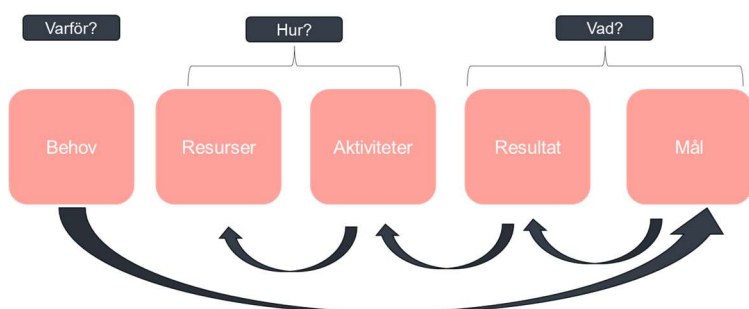 Varför?
Hur?
Vad?
Behov
Resurser
Aktiviteter
Resultat
Mål